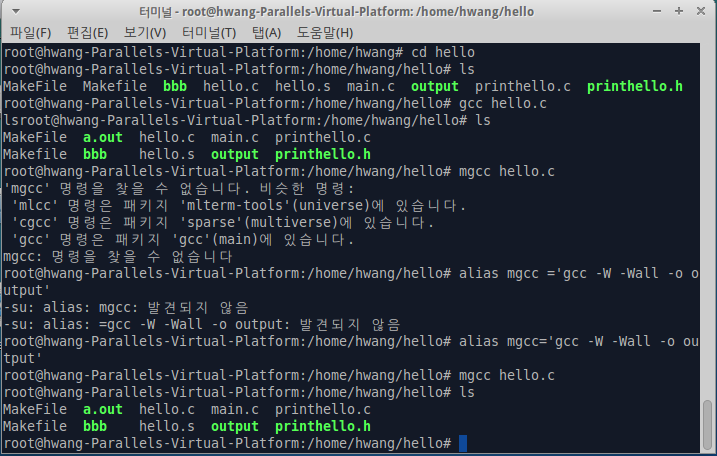 터미널 - root@hwang-Parallels-Virtual-Platform: /home/hwang/hello
파일(F) 편집(E) 보기(V) 터미널(T) 탭(A) 도움말(H)
root@hwang-Parallels-Virtual-Platform:/home/hwang# cd hello
root@hwang-Parallels-Virtual-Platform:/home/hwang/hello# ls
MakeFile  Makefile  bbb  hello.c  hello.s  main.c  output  printhello.c  printhello.h
root@hwang-Parallels-Virtual-Platform:/home/hwang/hello# gcc hello.c
lsroot@hwang-Parallels-Virtual-Platform:/home/hwang/hello# ls
MakeFile  a.out  hello.c  main.c  printhello.c
Makefile  bbb    hello.s  output  printhello.h
root@hwang-Parallels-Virtual-Platform:/home/hwang/hello# mgcc hello.c
'mgcc' 명령을 찾을 수 없습니다. 비슷한 명령:
 'mlcc' 명령은 패키지 'mlterm-tools'(universe)에 있습니다.
 'cgcc' 명령은 패키지 'sparse'(multiverse)에 있습니다.
 'gcc' 명령은 패키지 'gcc'(main)에 있습니다.
mgcc: 명령을 찾을 수 없습니다
root@hwang-Parallels-Virtual-Platform:/home/hwang/hello# alias mgcc ='gcc -W -Wall -o o
utput'
-su: alias: mgcc: 발견되지 않음
-su: alias: =gcc -W -Wall -o output: 발견되지 않음
root@hwang-Parallels-Virtual-Platform:/home/hwang/hello# alias mgcc='gcc -W -Wall -o ou
tput'
root@hwang-Parallels-Virtual-Platform:/home/hwang/hello# mgcc hello.c
root@hwang-Parallels-Virtual-Platform:/home/hwang/hello# ls
MakeFile  a.out  hello.c  main.c  printhello.c
Makefile  bbb    hello.s  output  printhello.h
root@hwang-Parallels-Virtual-Platform:/home/hwang/hello#